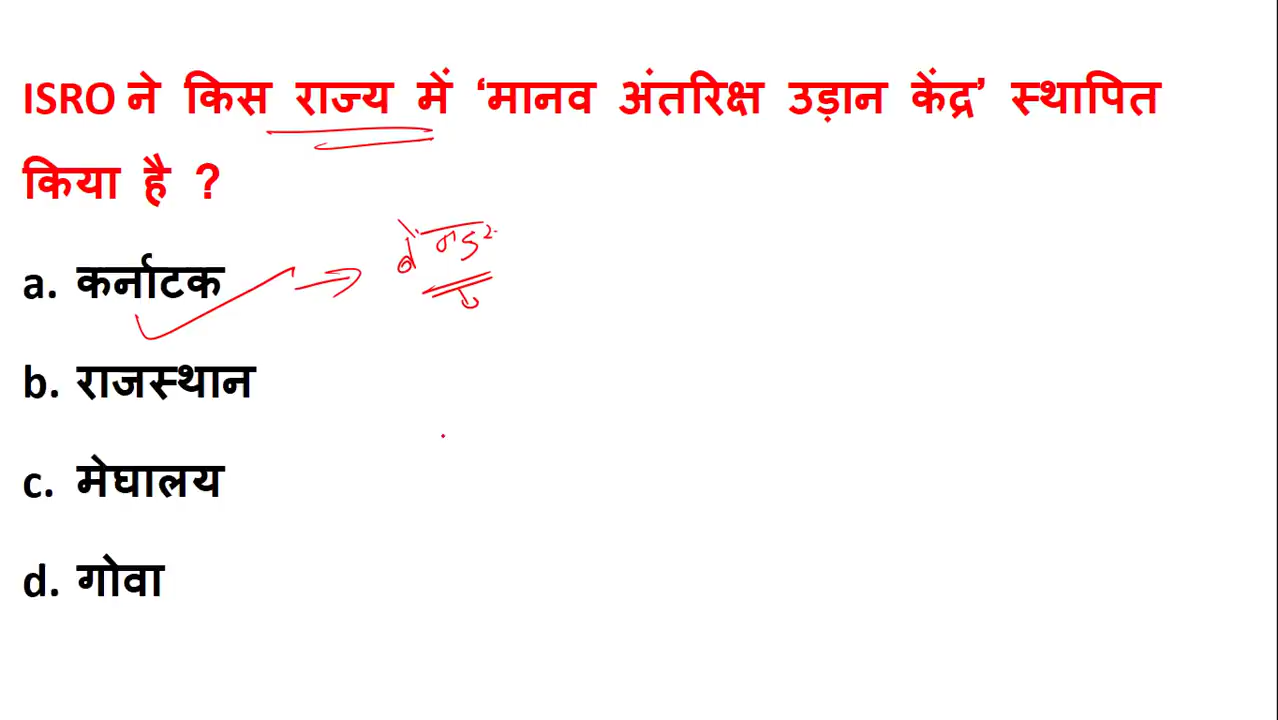 ISRO ने किस राज्य में ‘मानव अंतरिक्ष उड़ान केंद्र’ स्थापित
किया है ?
a. कर्नाटक
b. राजस्थान
c. मेघालय
d. गोवा